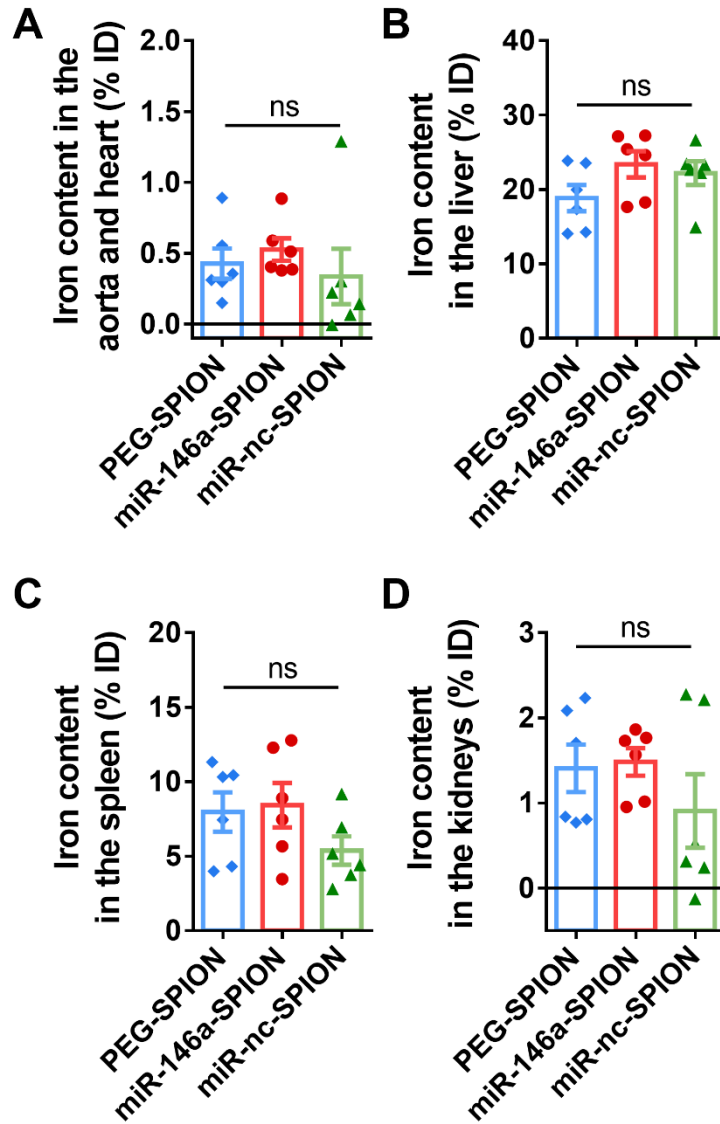 A
Iron content in the
aorta and heart (% ID)
2.0
1.5
1.0
0.5
0.0
ns
PEG-SPION
miR-146a-SPION
miR-nc-SPION
B
Iron content
in the liver (% ID)
40
30
20
10
0
ns
PEG-SPION
miR-146a-SPION
miR-nc-SPION
C
Iron content
in the spleen (% ID)
20
15
10
5
0
ns
PEG-SPION
miR-146a-SPION
miR-nc-SPION
D
Iron content
in the kidneys (% ID)
3
2
1
0
ns
PEG-SPION
miR-146a-SPION
miR-nc-SPION